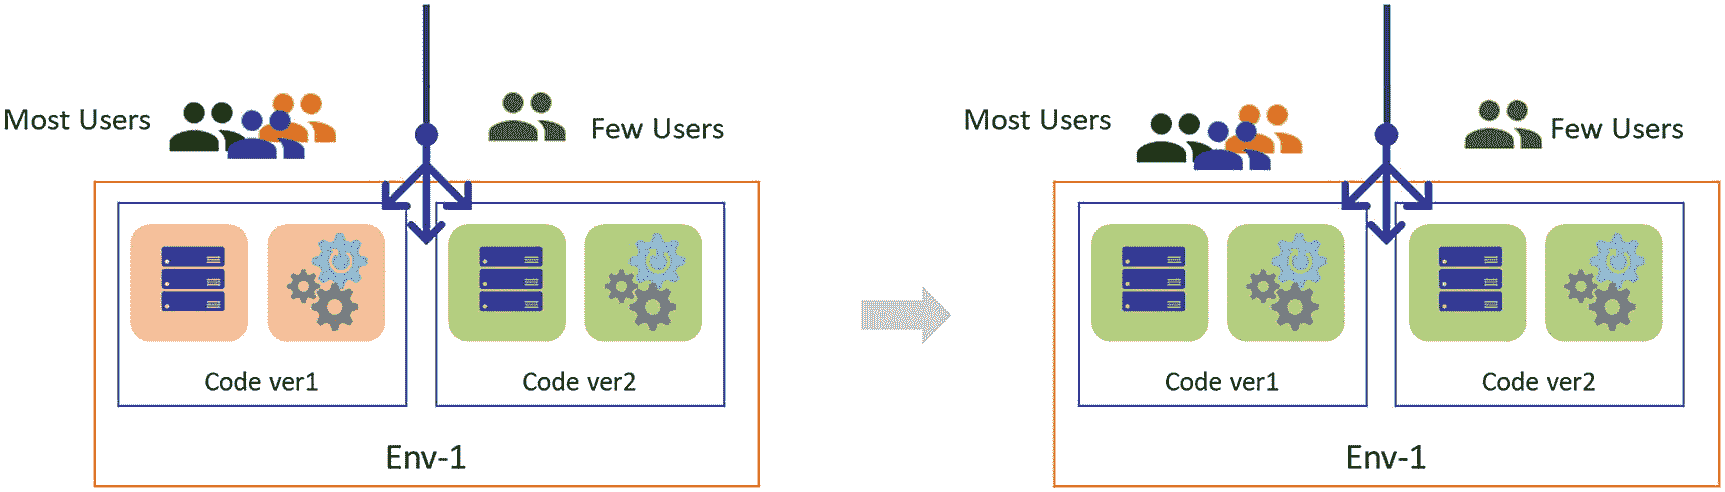 Most Users
Few Users
Code ver1
Code ver2
Env-1
Most Users
Few Users
Code ver1
Code ver2
Env-1